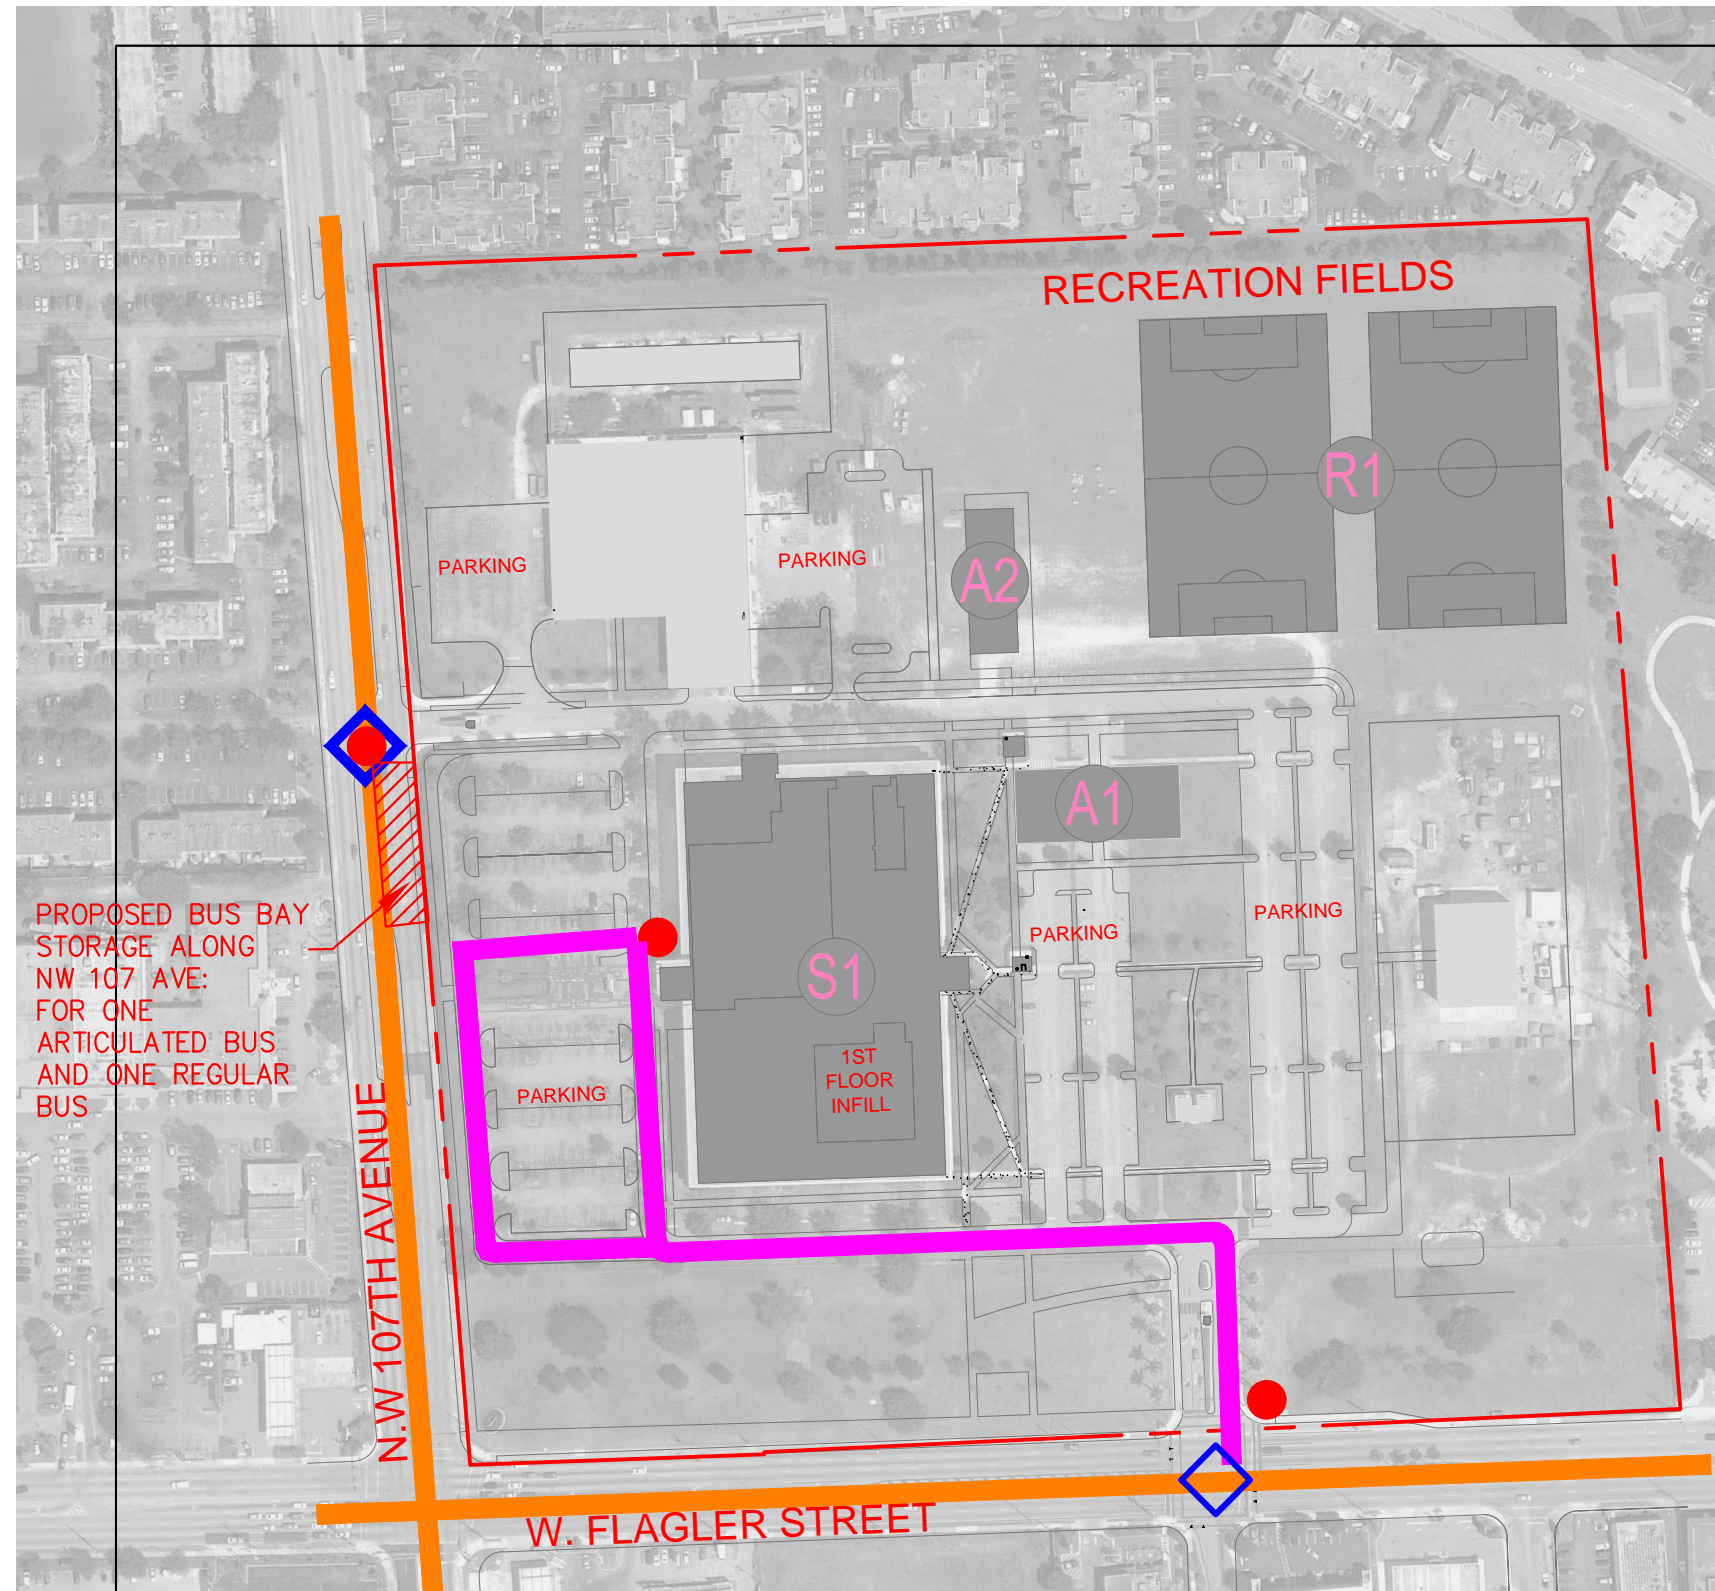 RECREATION FIELDS
R1
PARKING
PARKING
A2
A1
PARKING
PARKING
S1
1ST
FLOOR
INFILL
PARKING
PROPOSED BUS BAY
STORAGE ALONG
NW 107 AVE:
FOR ONE
ARTICULATED BUS
AND ONE REGULAR
BUS
N.W 107TH AVENUE
W. FLAGLER STREET